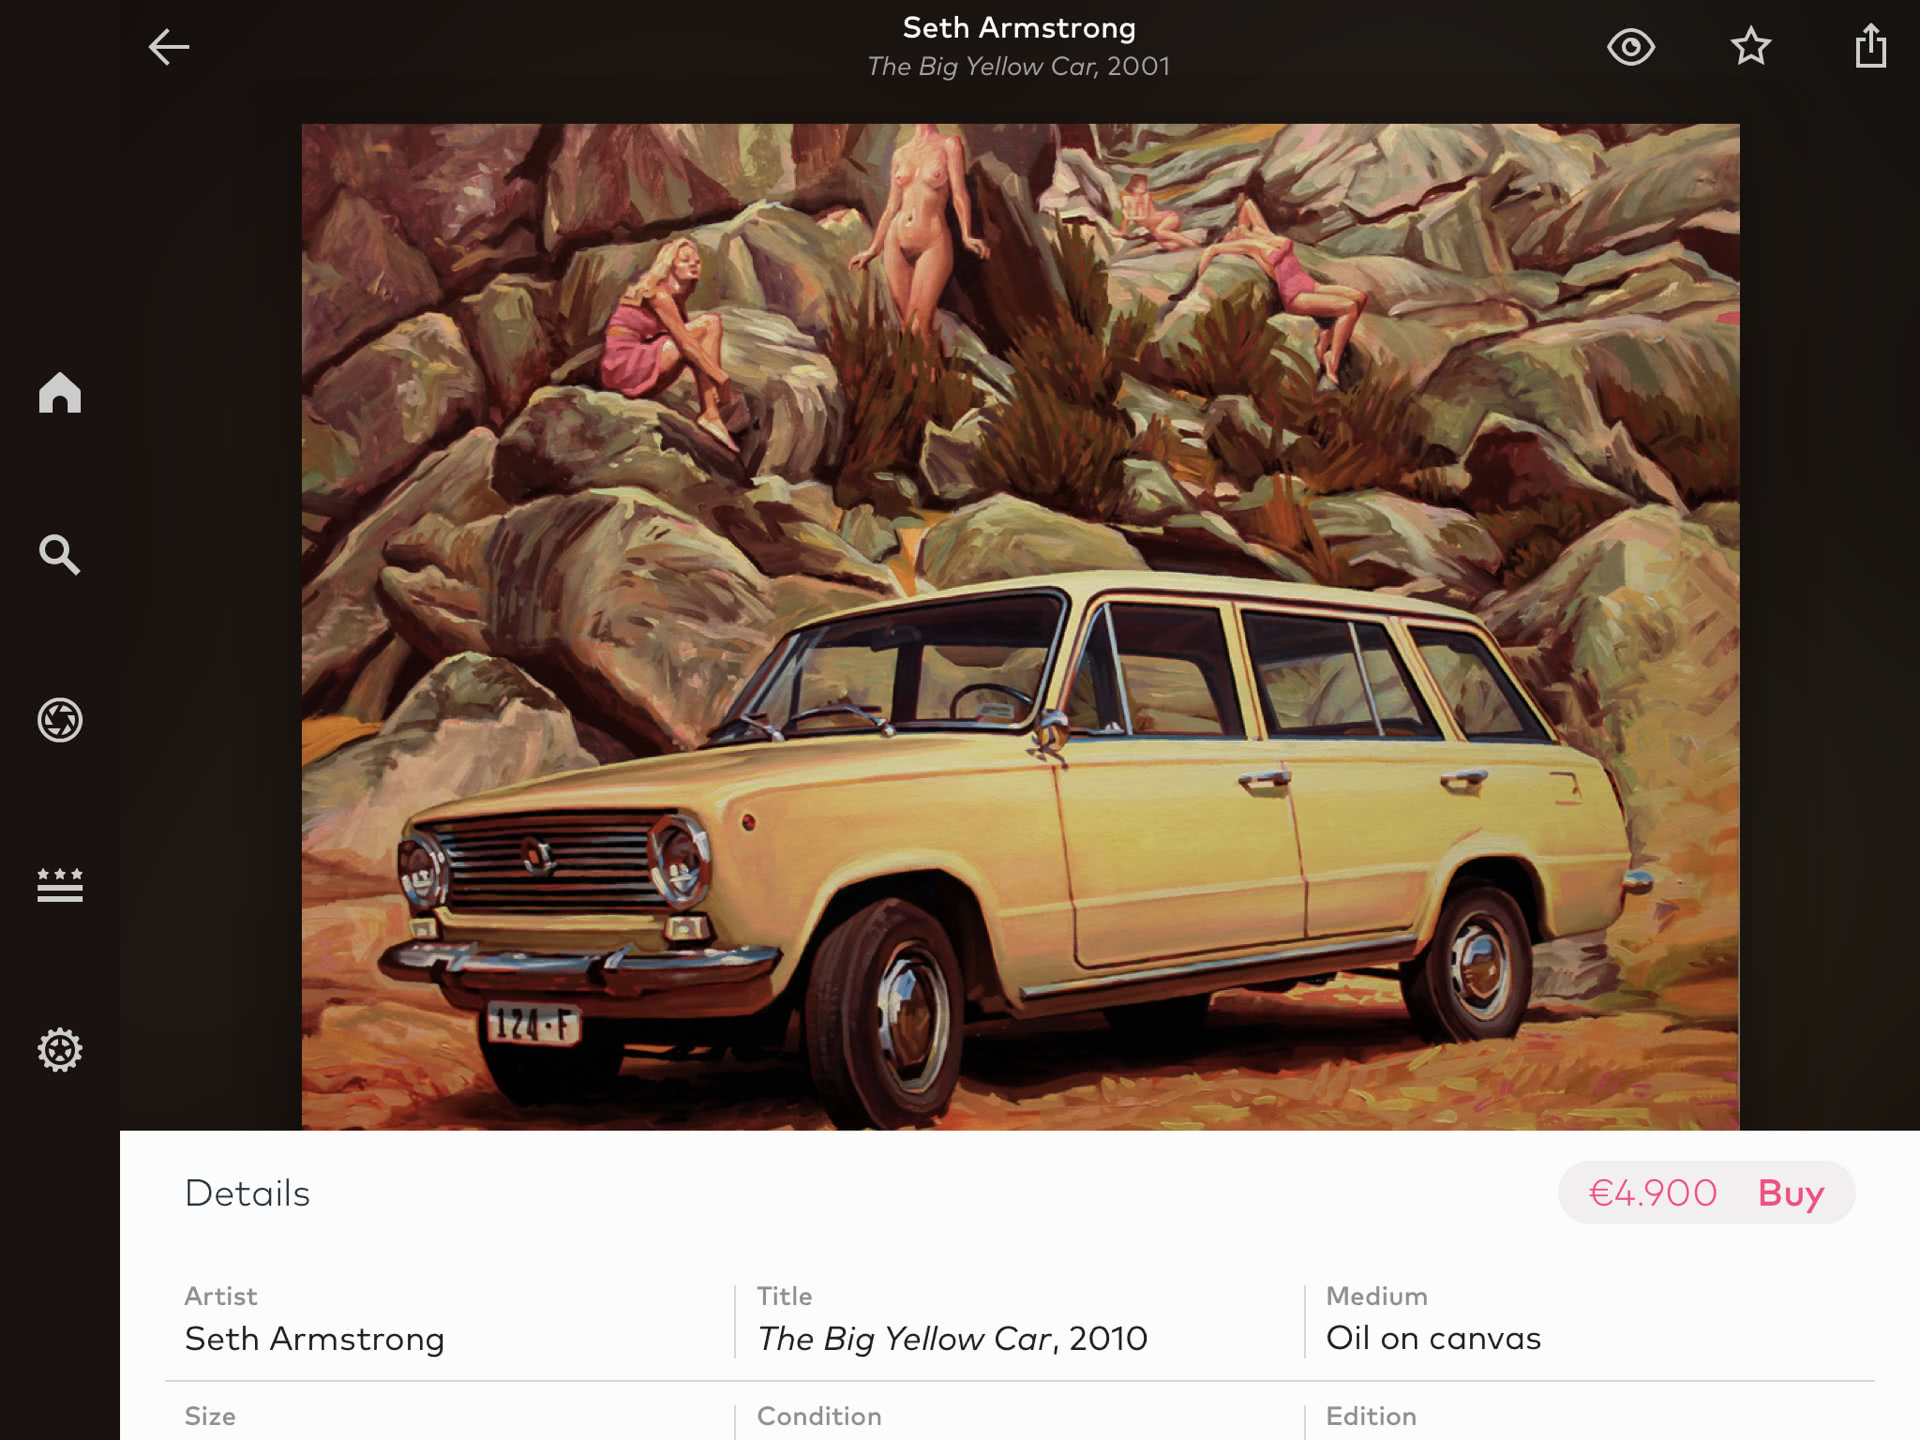 Seth Armstrong
The Big Yellow Car, 2001
124·F
Details
€4.900 Buy
Artist
Seth Armstrong
Title
The Big Yellow Car, 2010
Medium
Oil on canvas
Size
Condition
Edition